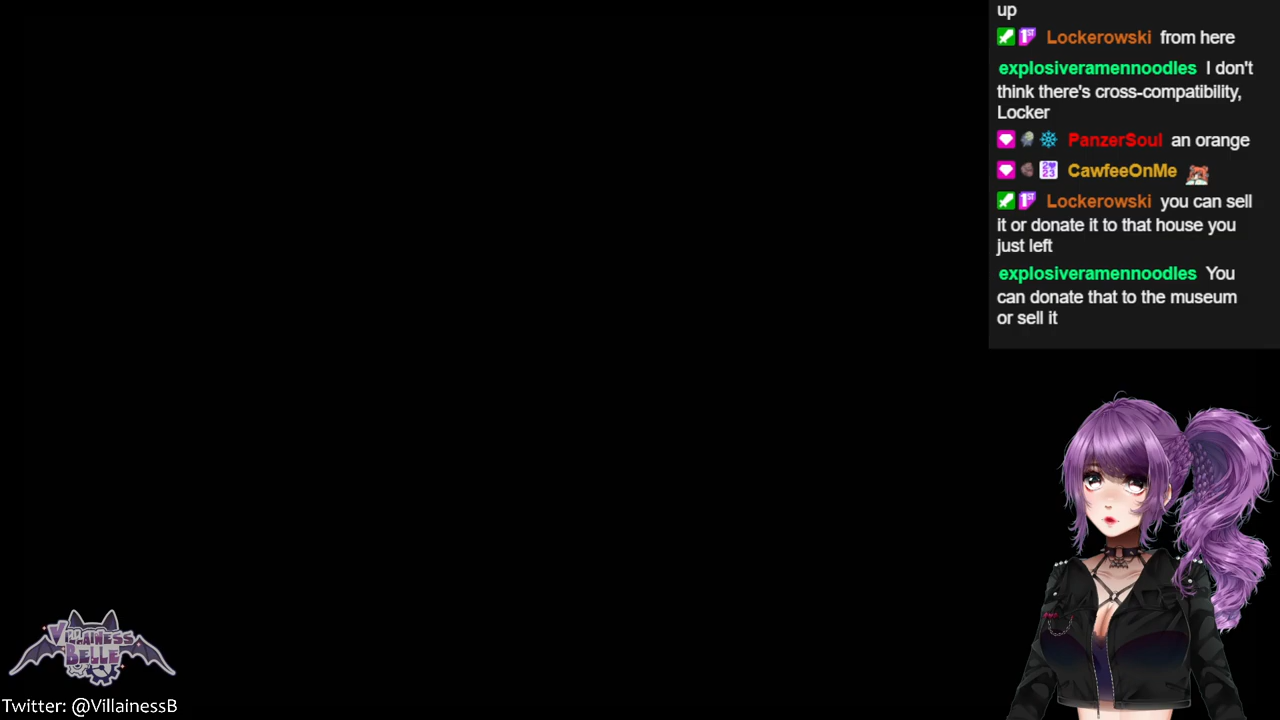 up
Lockerowski from here
explosiveramennoodles I don't
think there's cross-compatibility,
Locker
PanzerSoul an orange
CawfeeOnMe
Lockerowski you can sell
it or donate it to that house you
just left
explosiveramennoodles You
can donate that to the museum
or sell it
VILLAINESS
BELLE
Twitter: @VillainessB